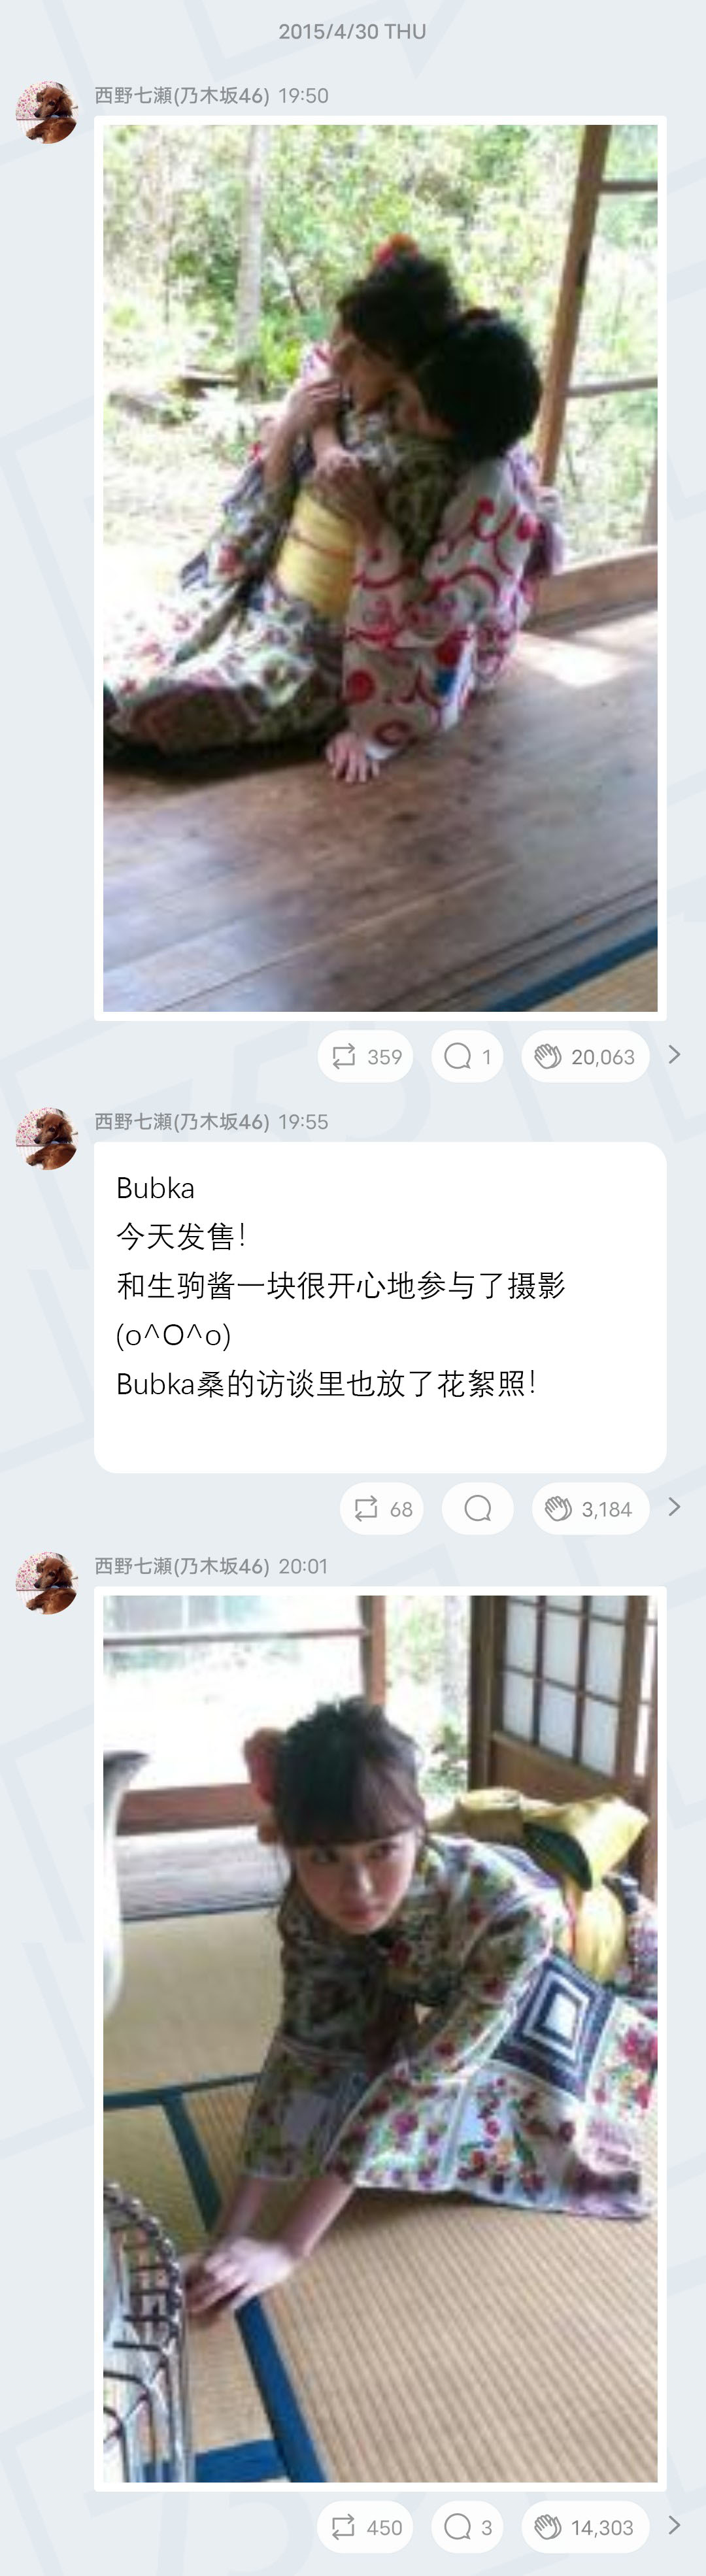 2015/4/30 THU
西野七瀬(乃木坂46) 19:50
359 1 20,063
西野七瀬(乃木坂46) 19:55
Bubka
今天发售!
和生驹酱一块很开心地参与了摄影
(o^O^o)
Bubka桑的访谈里也放了花絮照!
68 3,184
西野七瀬(乃木坂46) 20:01
450 3 14,303